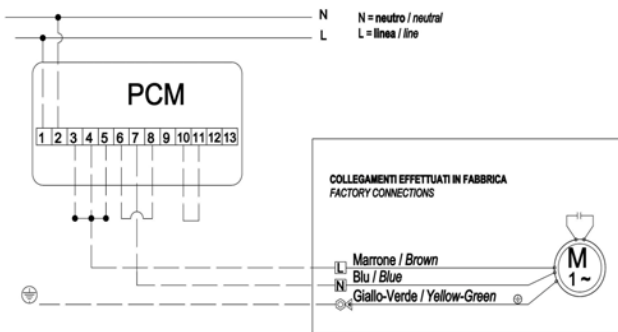 N
N = neutro / neutral
L
L = linea / line
PCM
1 2 3 4 5 6 7 8 9 10 11 12 13
COLLEGAMENTI EFFETTUATI IN FABBRICA
FACTORY CONNECTIONS
L Marrone / Brown
N Blu / Blue
Giallo-Verde / Yellow-Green
M
1 ~